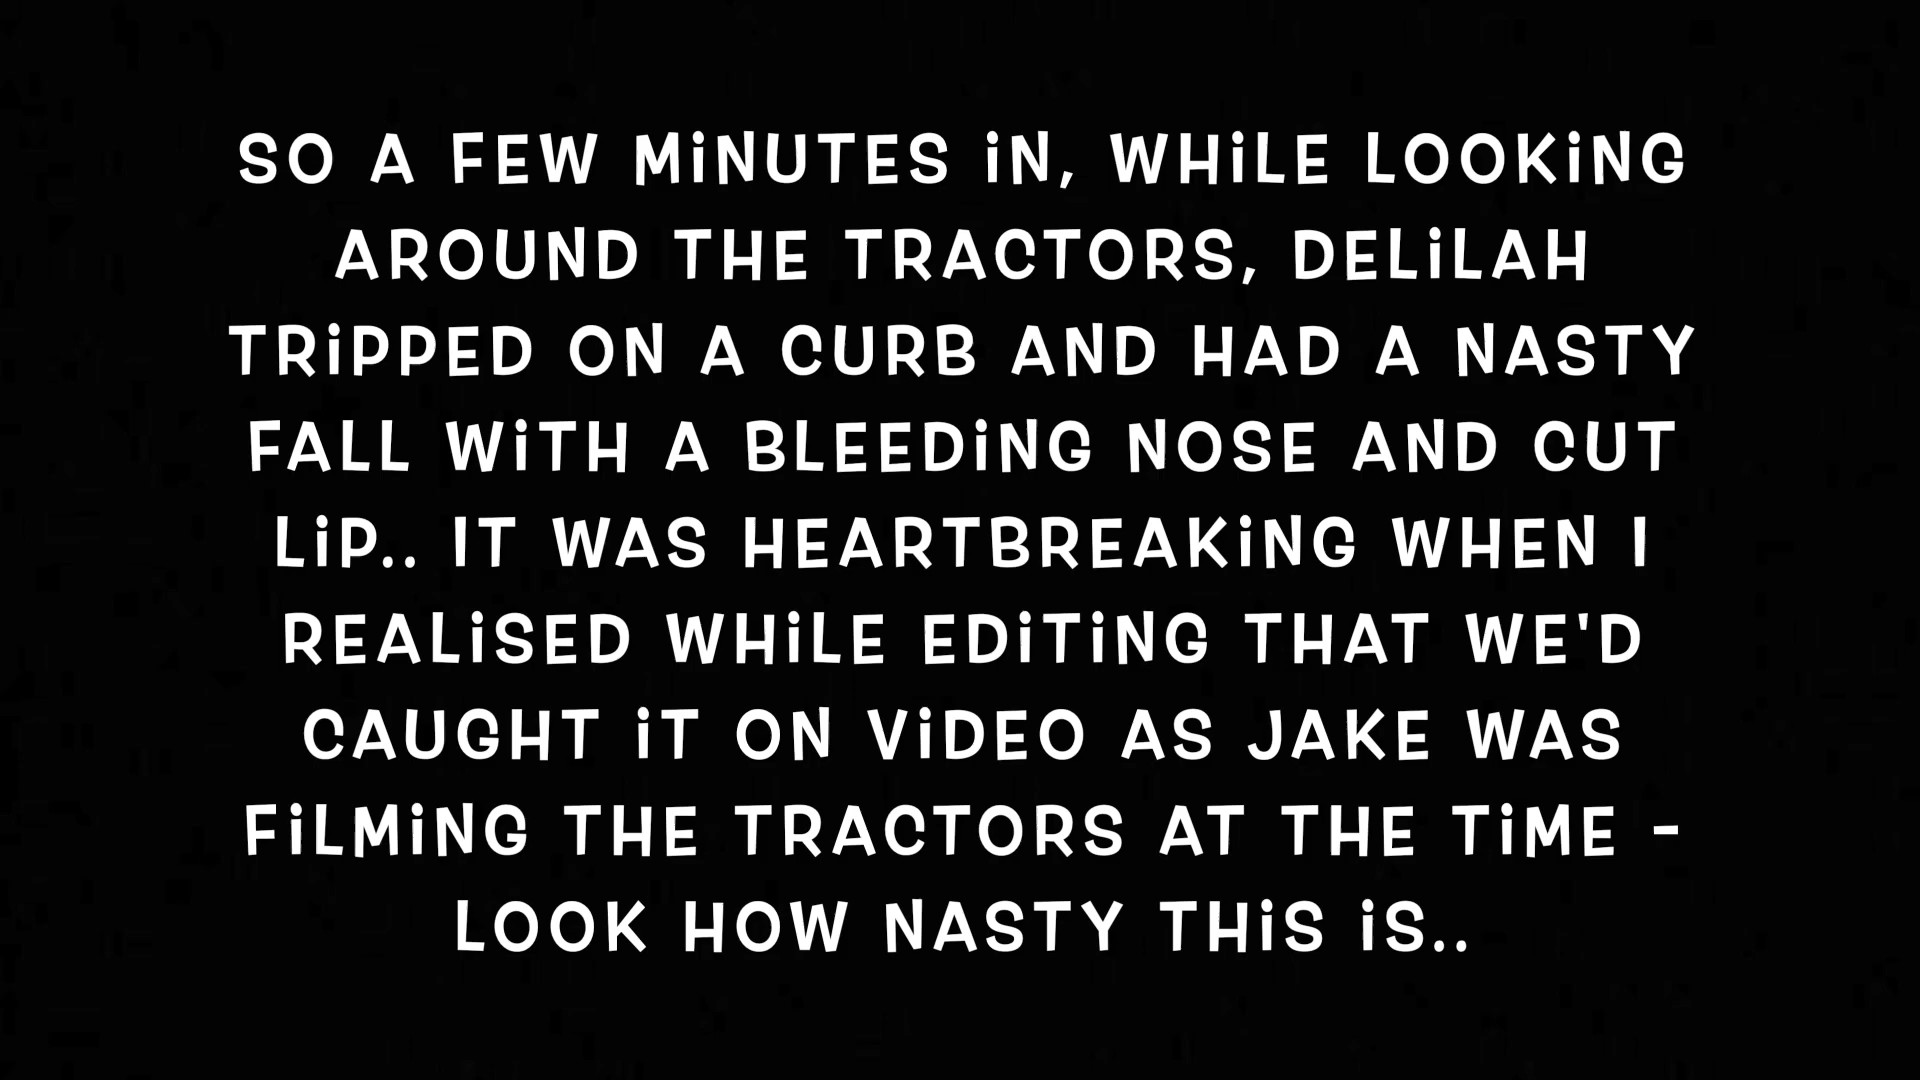 SO A FEW MiNUTES iN, WHiLE LOOKiNG
AROUND THE TRACTORS, DELiLAH
TRiPPED ON A CURB AND HAD A NASTY
FALL WiTH A BLEEDiNG NOSE AND CUT
LiP.. IT WAS HEARTBREAKiNG WHEN I
REALiSED WHiLE EDiTiNG THAT WE'D
CAUGHT iT ON ViDEO AS JAKE WAS
FiLMiNG THE TRACTORS AT THE TiME -
LOOK HOW NASTY THiS iS..